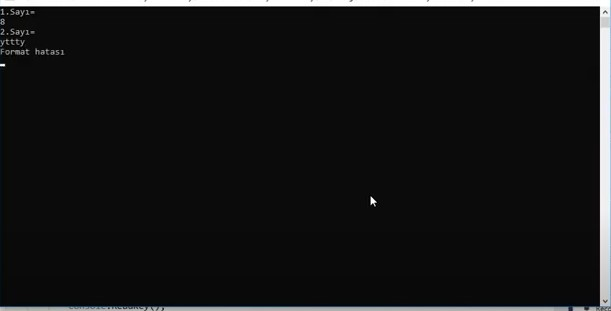 1.Sayı=
8
2.Sayı=
yttty
Format hatası